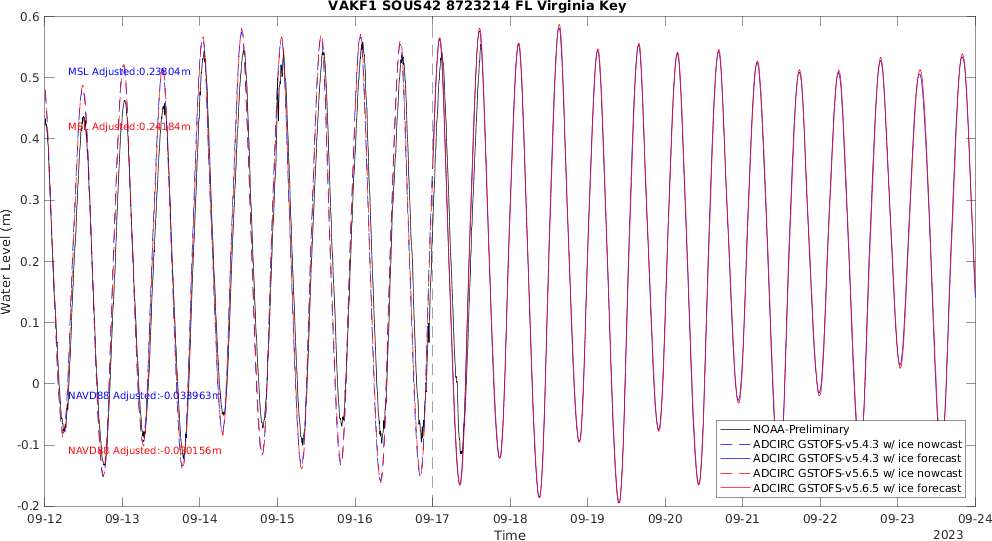 VAKF1 SOUS42 8723214 FL Virginia Key
0.6
0.5
0.4
0.3
0.2
0.1
0
-0.1
-0.2
Water Level (m)
MSL Adjusted:0.23804m
MSL Adjusted:0.24184m
NAVD88 Adjusted:-0.033963m
NAVD88 Adjusted:-0.030156m
NOAA-Preliminary
ADCIRC GSTOFS-v5.4.3 w/ ice nowcast
ADCIRC GSTOFS-v5.4.3 w/ ice forecast
ADCIRC GSTOFS-v5.6.5 w/ ice nowcast
ADCIRC GSTOFS-v5.6.5 w/ ice forecast
09-12 09-13 09-14 09-15 09-16 09-17 09-18 09-19 09-20 09-21 09-22 09-23 09-24
Time
2023